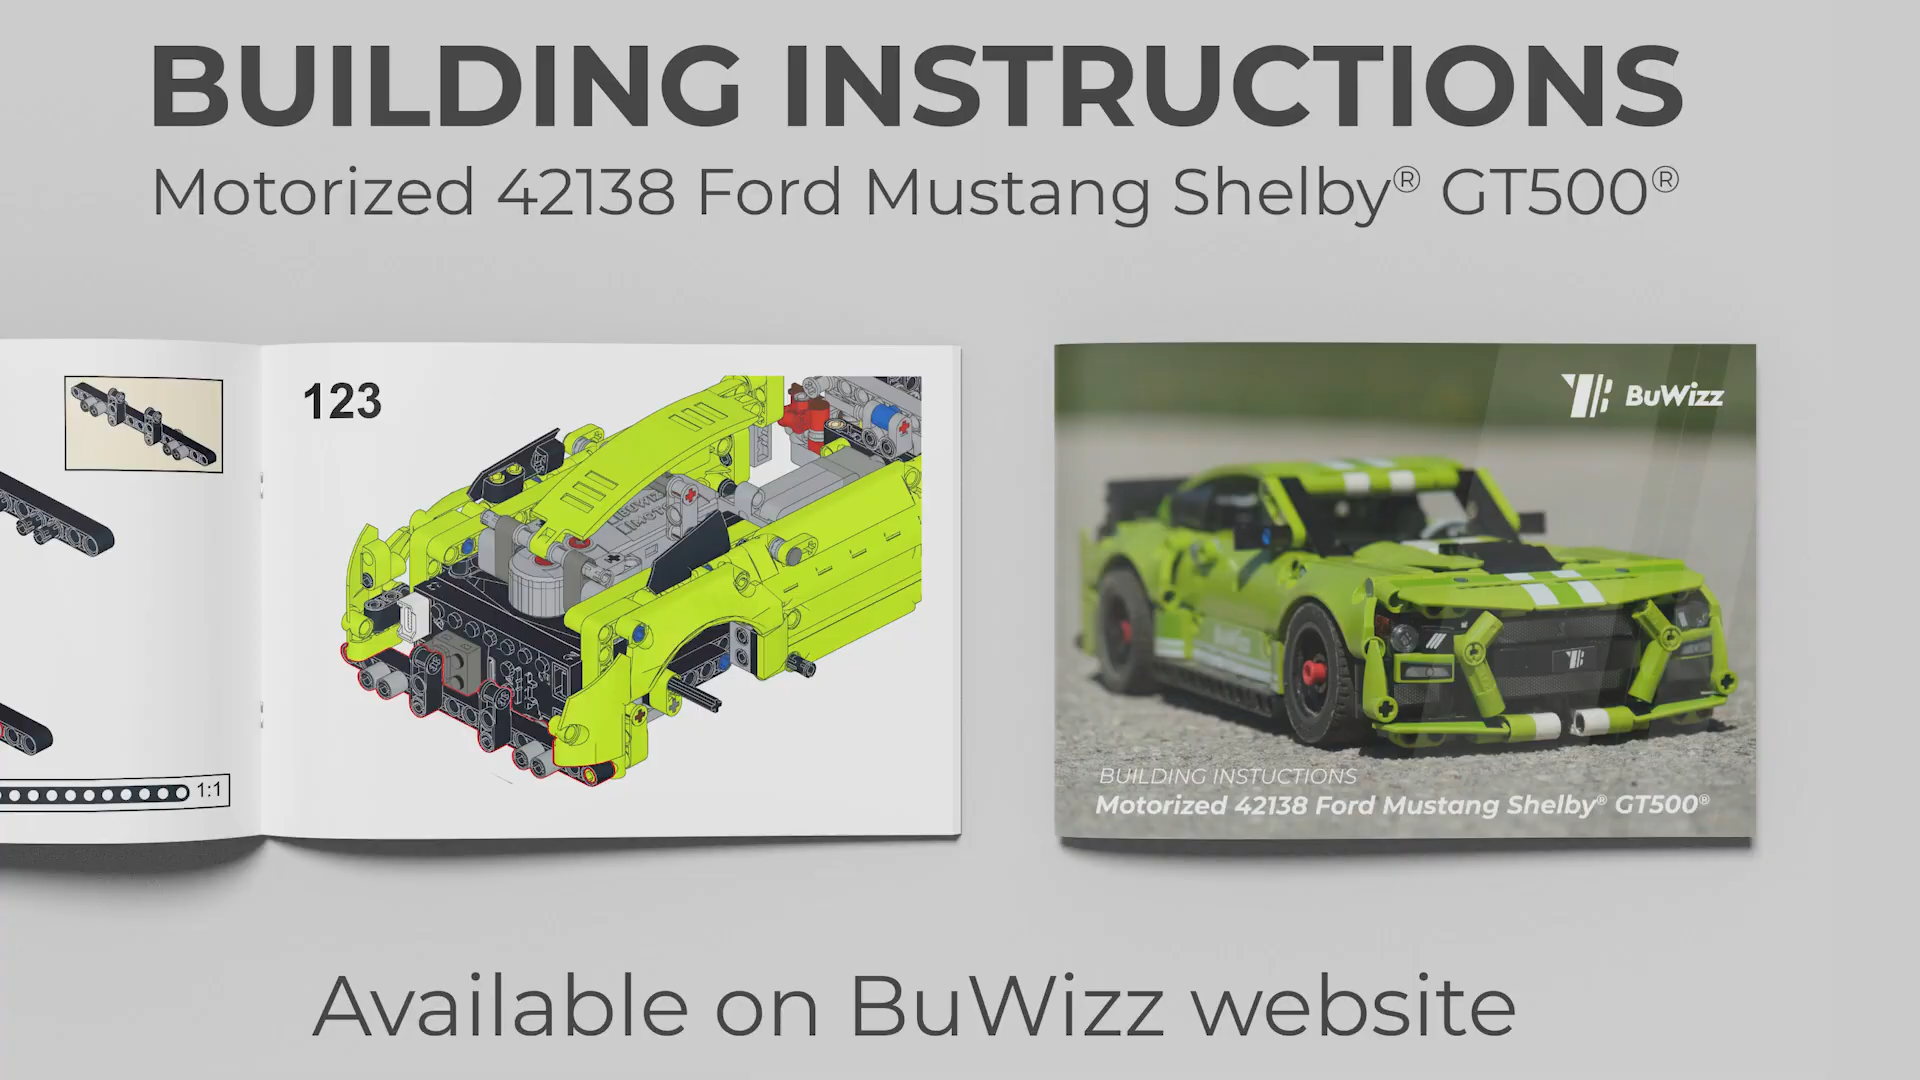 BUILDING INSTRUCTIONS
Motorized 42138 Ford Mustang Shelby® GT500®
123
1:1
BuWizz
BUILDING INSTUCTIONS
Motorized 42138 Ford Mustang Shelby® GT500®
Available on BuWizz website